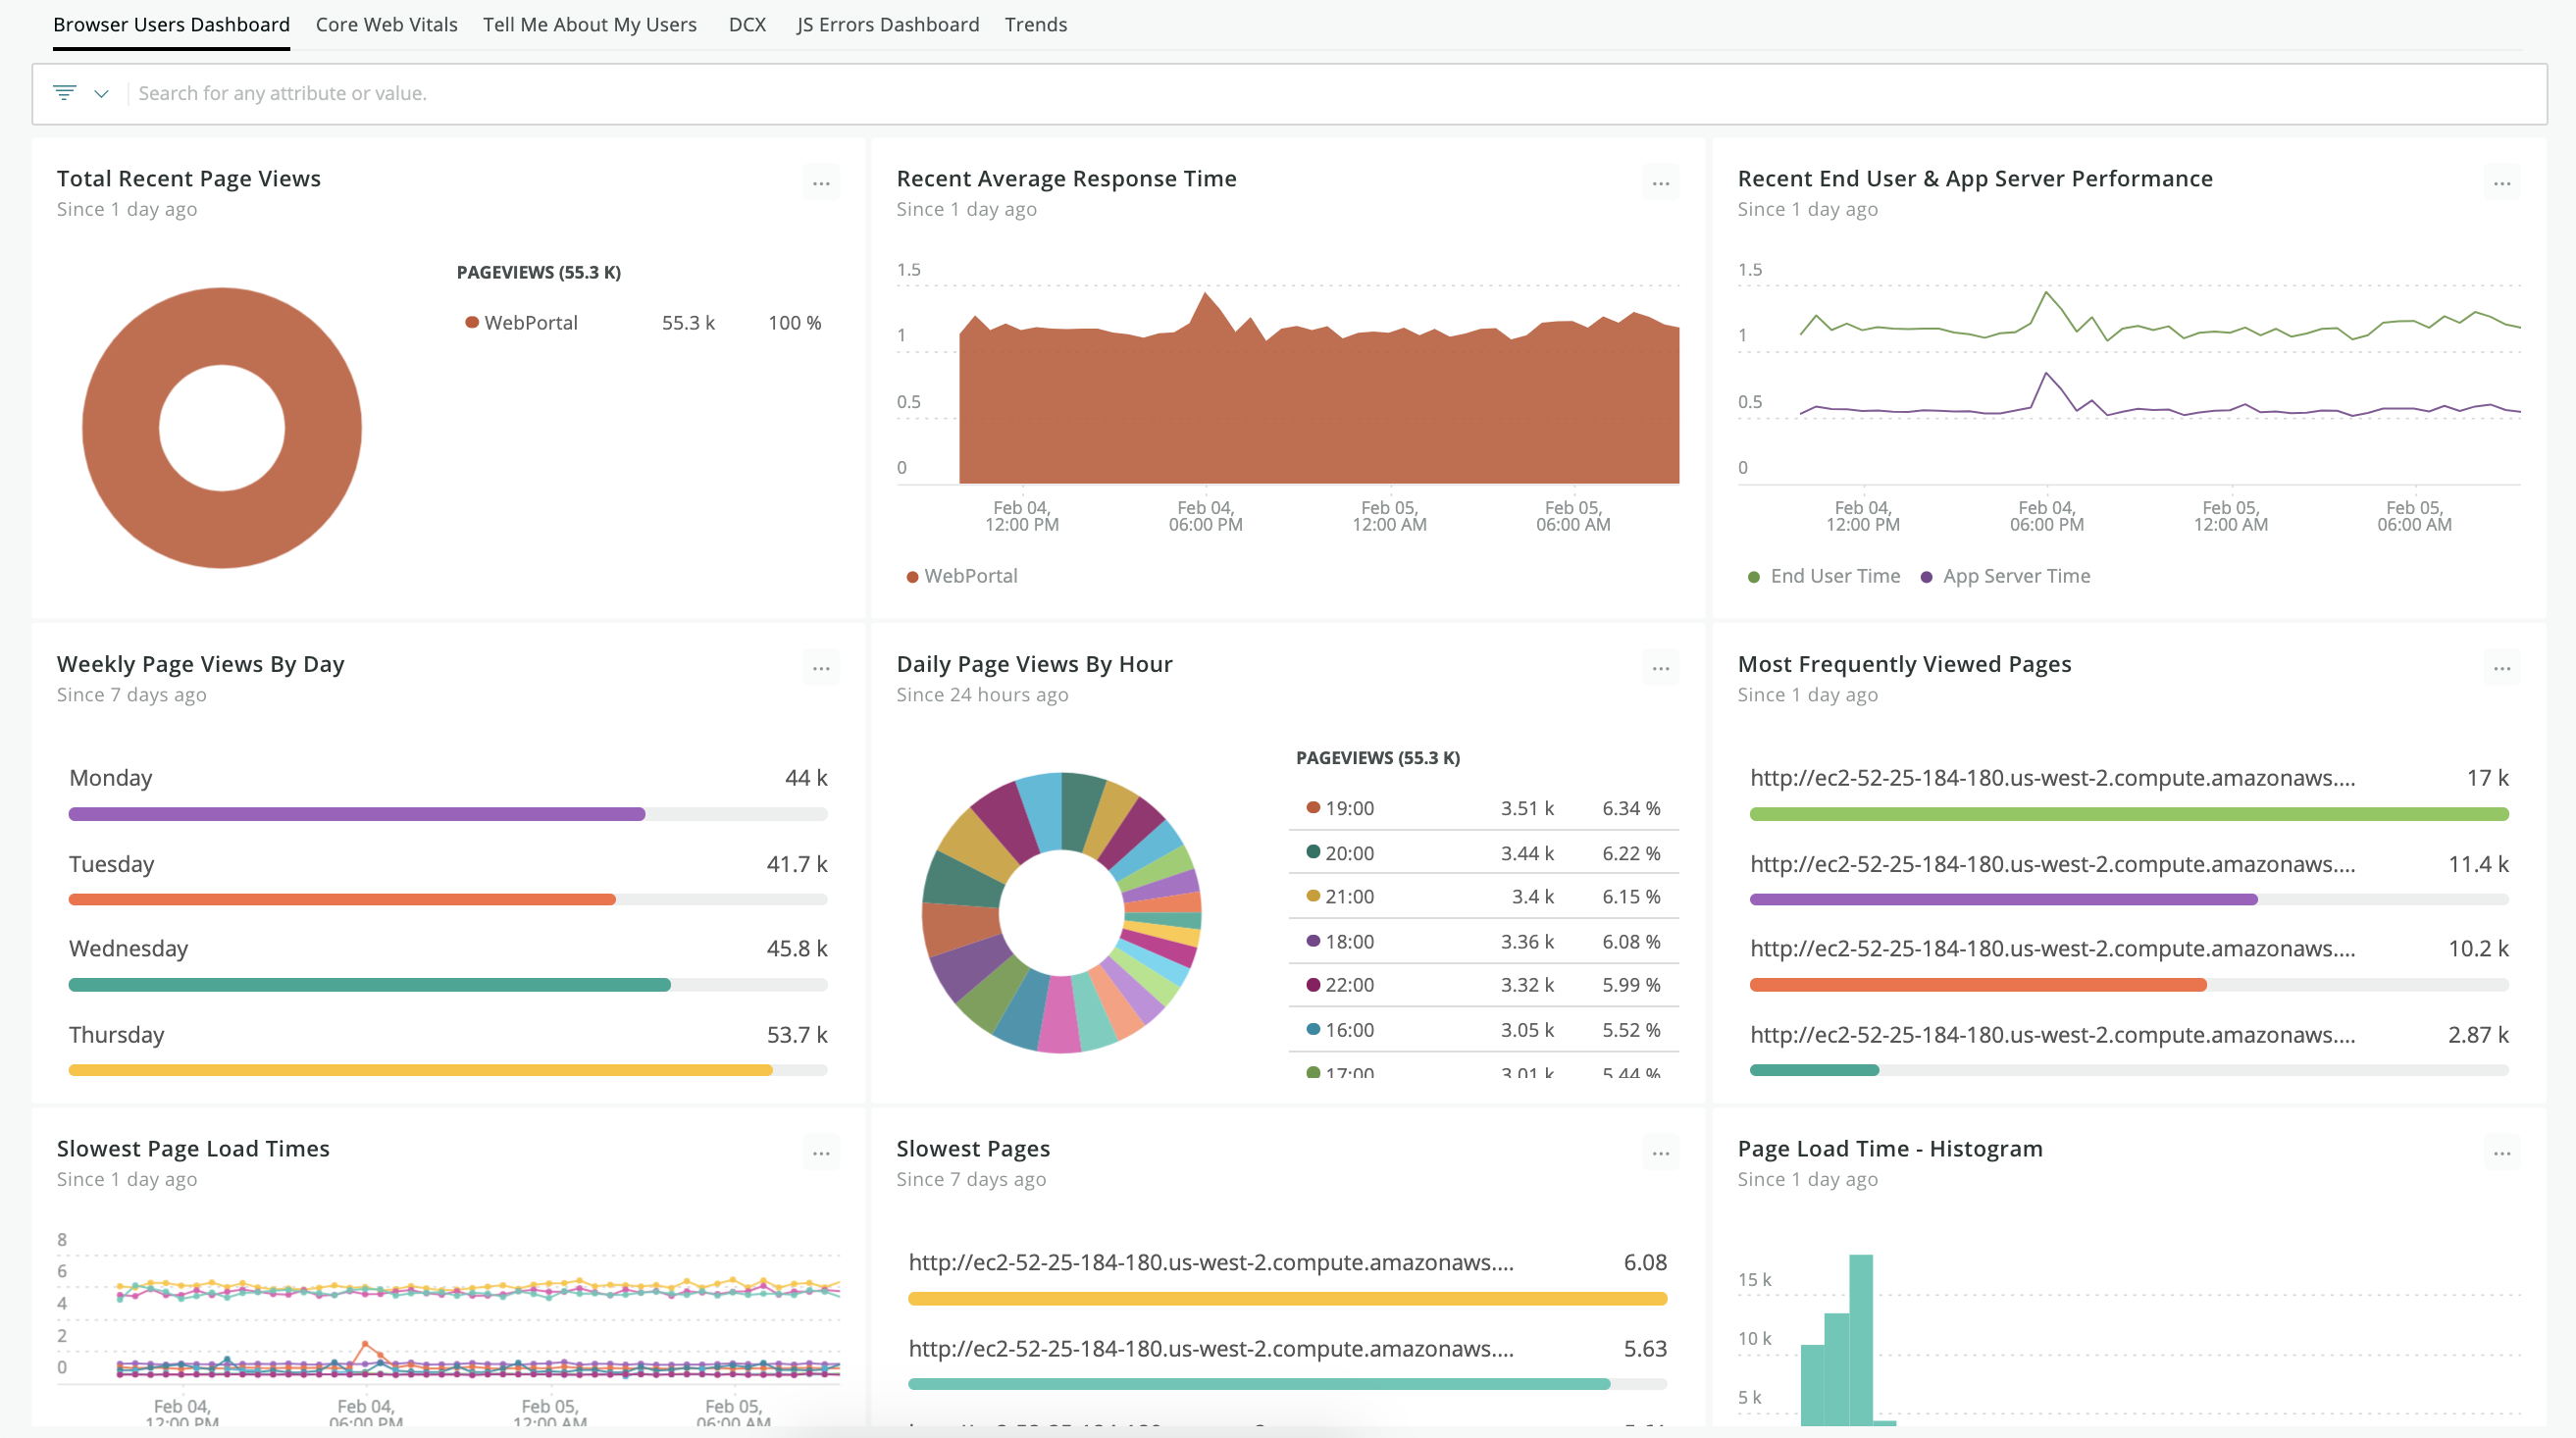 Browser Users Dashboard Core Web Vitals Tell Me About My Users DCX JS Errors Dashboard Trends
Search for any attribute or value.
Total Recent Page Views
Since 1 day ago
PAGEVIEWS (55.3 K)
WebPortal 55.3 k 100 %
Recent Average Response Time
Since 1 day ago
1.5
1
0.5
0
Feb 04, 12:00 PM
Feb 04, 06:00 PM
Feb 05, 12:00 AM
Feb 05, 06:00 AM
WebPortal
Recent End User & App Server Performance
Since 1 day ago
1.5
1
0.5
0
Feb 04, 12:00 PM
Feb 04, 06:00 PM
Feb 05, 12:00 AM
Feb 05, 06:00 AM
End User Time App Server Time
Weekly Page Views By Day
Since 7 days ago
Monday 44 k
Tuesday 41.7 k
Wednesday 45.8 k
Thursday 53.7 k
Daily Page Views By Hour
Since 24 hours ago
PAGEVIEWS (55.3 K)
19:00 3.51 k 6.34 %
20:00 3.44 k 6.22 %
21:00 3.4 k 6.15 %
18:00 3.36 k 6.08 %
22:00 3.32 k 5.99 %
16:00 3.05 k 5.52 %
17:00 3.01 k 5.44 %
Most Frequently Viewed Pages
Since 1 day ago
http://ec2-52-25-184-180.us-west-2.compute.amazonaws.... 17 k
http://ec2-52-25-184-180.us-west-2.compute.amazonaws.... 11.4 k
http://ec2-52-25-184-180.us-west-2.compute.amazonaws.... 10.2 k
http://ec2-52-25-184-180.us-west-2.compute.amazonaws.... 2.87 k
Slowest Page Load Times
Since 1 day ago
8
6
4
2
0
Feb 04, 12:00 PM
Feb 04, 06:00 PM
Feb 05, 12:00 AM
Feb 05, 06:00 AM
Slowest Pages
Since 7 days ago
http://ec2-52-25-184-180.us-west-2.compute.amazonaws.... 6.08
http://ec2-52-25-184-180.us-west-2.compute.amazonaws.... 5.63
Page Load Time - Histogram
Since 1 day ago
15 k
10 k
5 k